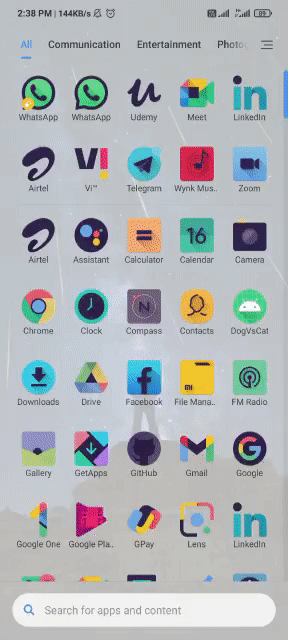 2:38 PM | 144KB/s
All Communication Entertainment Photo
WhatsApp WhatsApp Udemy Meet LinkedIn
Airtel Vi™ Telegram Wynk Mus.. Zoom
Airtel Assistant Calculator Calendar Camera
Chrome Clock Compass Contacts DogVsCat
Downloads Drive Facebook File Mana.. FM Radio
Gallery GetApps GitHub Gmail Google
Google One Google Pla.. GPay Lens LinkedIn
Search for apps and content